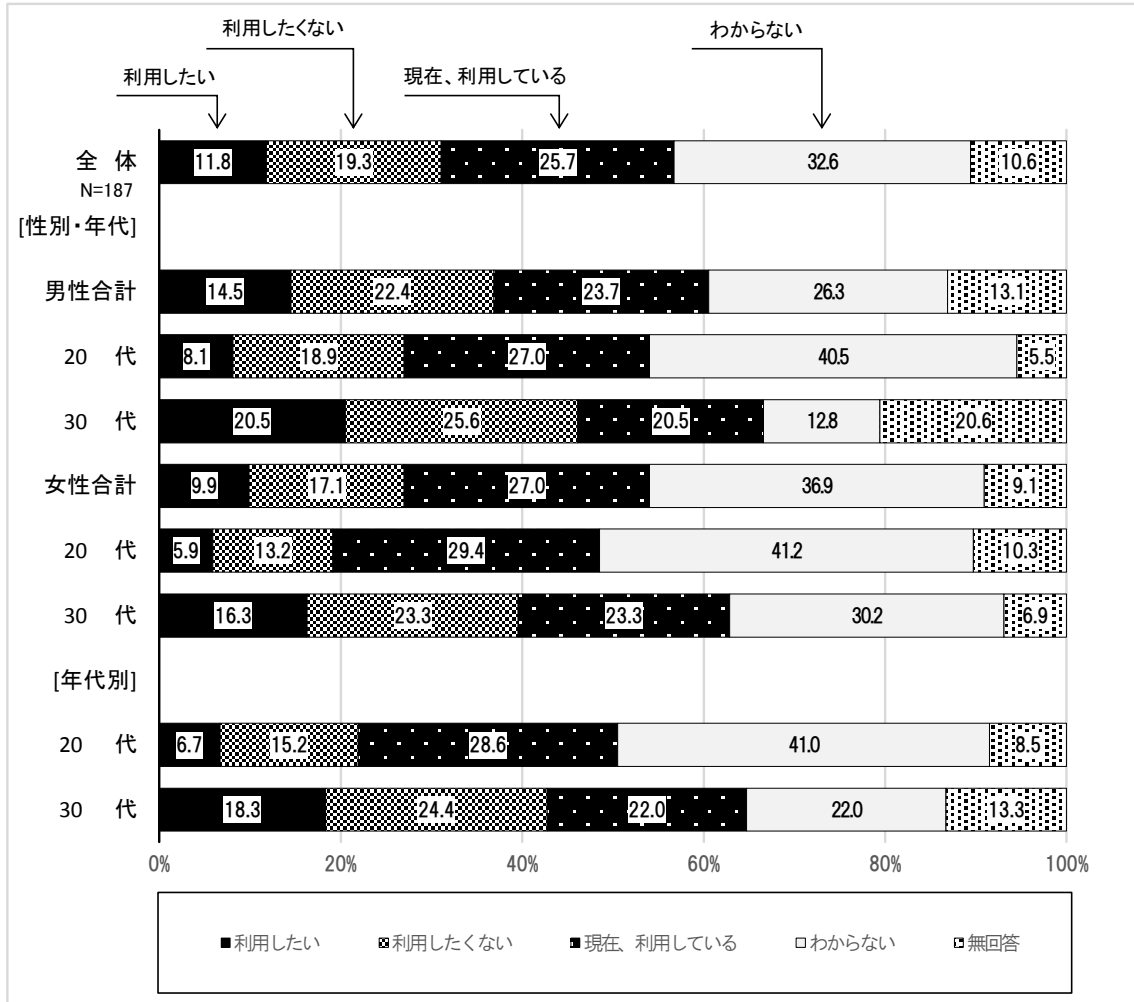 利用したくない
わからない
利用したい
現在、利用している
全 体 11.8 19.3 25.7 32.6 10.6
N=187
[性別・年代]
男性合計 14.5 22.4 23.7 26.3 13.1
20 代 8.1 18.9 27.0 40.5 5.5
30 代 20.5 25.6 20.5 12.8 20.6
女性合計 9.9 17.1 27.0 36.9 9.1
20 代 5.9 13.2 29.4 41.2 10.3
30 代 16.3 23.3 23.3 30.2 6.9
[年代別]
20 代 6.7 15.2 28.6 41.0 8.5
30 代 18.3 24.4 22.0 22.0 13.3
0% 20% 40% 60% 80% 100%
利用したい 利用したくない 現在、利用している わからない 無回答